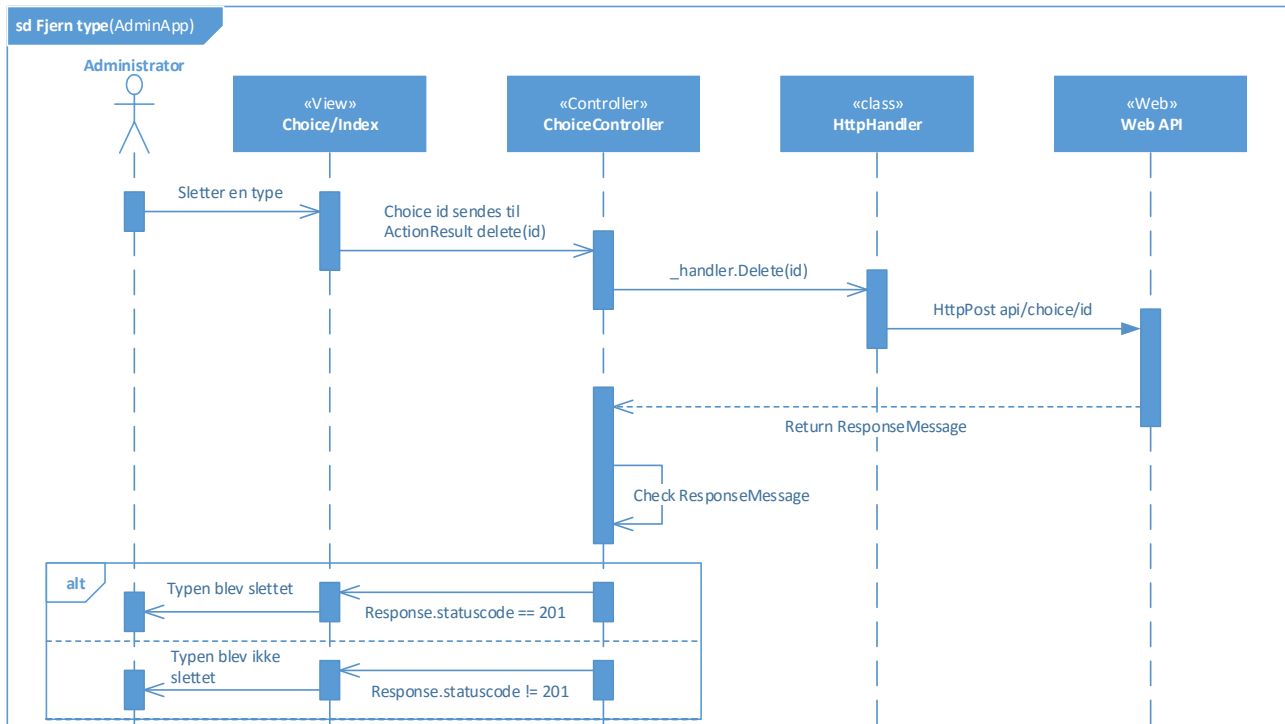 sd Fjern type(AdminApp)
Administrator
«View»
Choice/Index
«Controller»
ChoiceController
«class»
HttpHandler
«Web»
Web API
Sletter en type
Choice id sendes til
ActionResult delete(id)
_handler.Delete(id)
HttpPost api/choice/id
Return ResponseMessage
Check ResponseMessage
alt
Typen blev slettet
Response.statuscode == 201
Typen blev ikke
slettet
Response.statuscode != 201